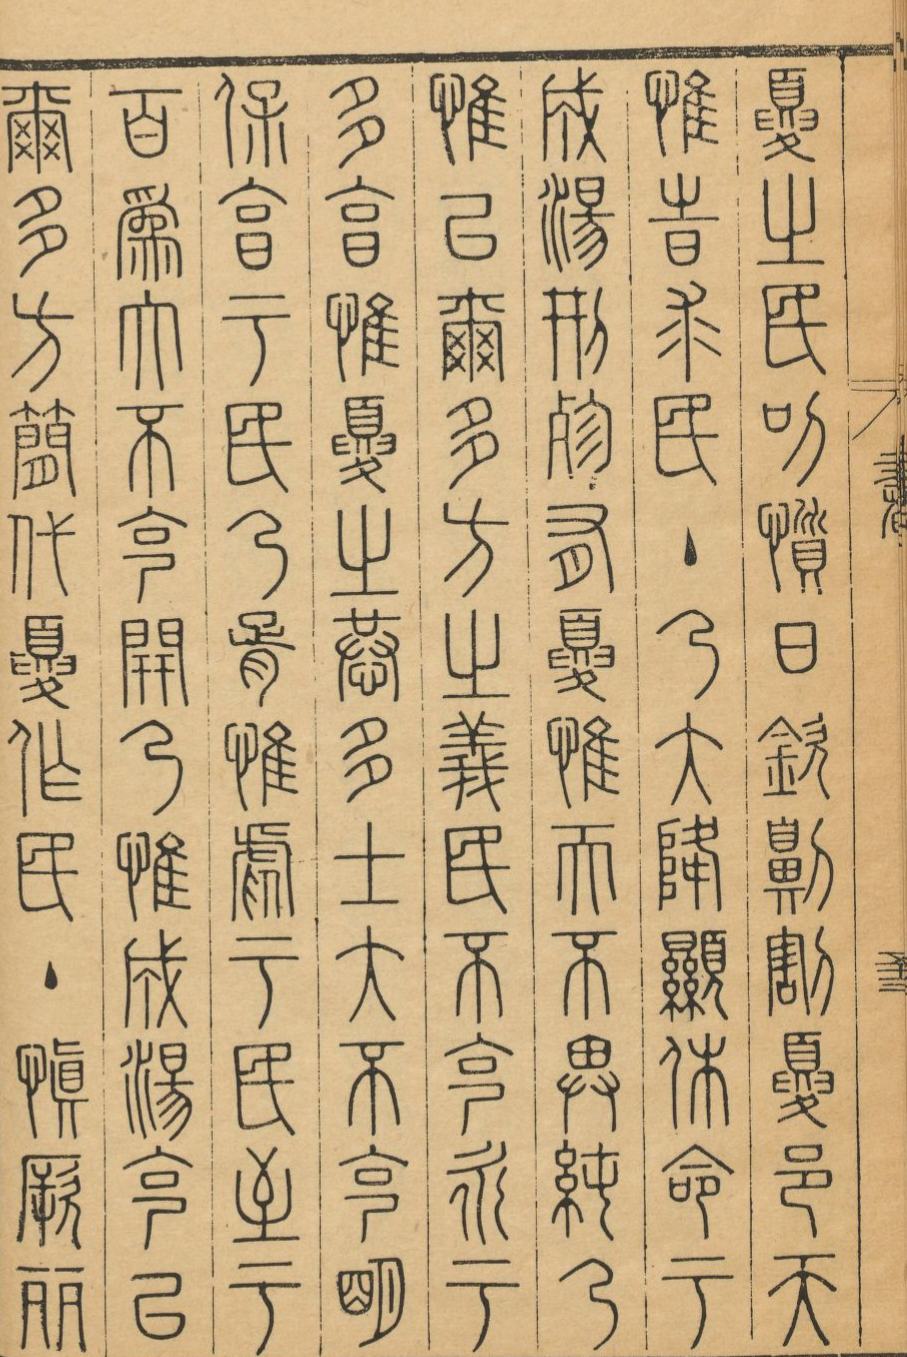 夏之民叨懫日欽劓割夏邑天
惟時求民主乃大降顯休命于
成湯刑殄有夏惟天不畀純乃
惟以爾多方之義民不克永于
多享惟夏之恭多士大不克明
保享于民乃胥惟虐于民至于
百爲大不克開乃惟成湯克以
爾多方簡代夏作民主慎厥麗